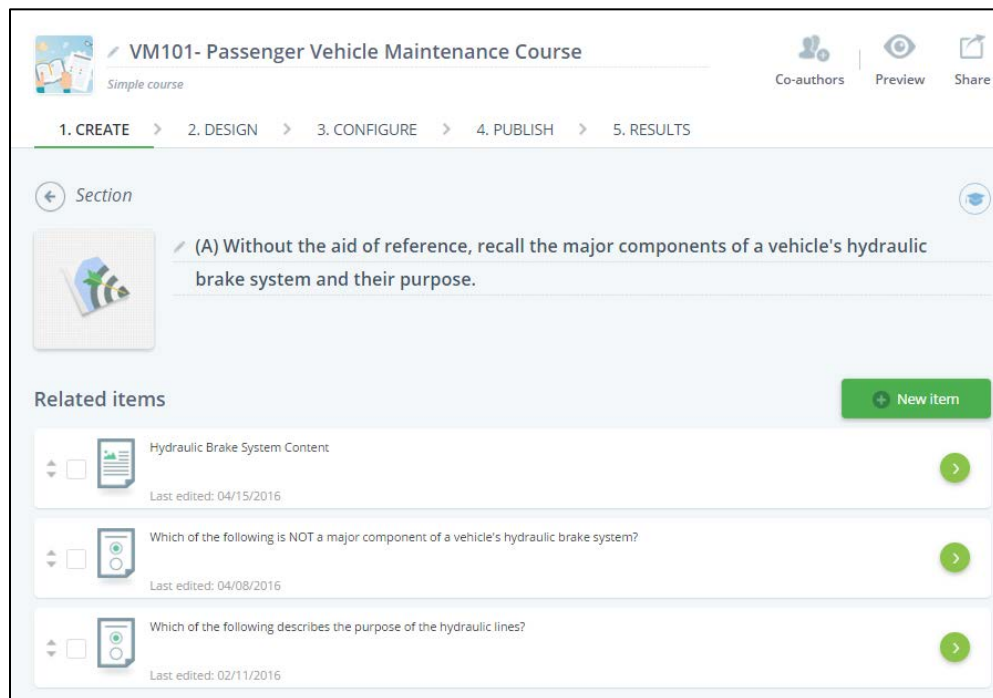 VM101- Passenger Vehicle Maintenance Course
Simple course
Co-authors
Preview
Share
1. CREATE > 2. DESIGN > 3. CONFIGURE > 4. PUBLISH > 5. RESULTS
Section
(A) Without the aid of reference, recall the major components of a vehicle's hydraulic
brake system and their purpose.
Related items
New item
Hydraulic Brake System Content
Last edited: 04/15/2016
Which of the following is NOT a major component of a vehicle's hydraulic brake system?
Last edited: 04/08/2016
Which of the following describes the purpose of the hydraulic lines?
Last edited: 02/11/2016